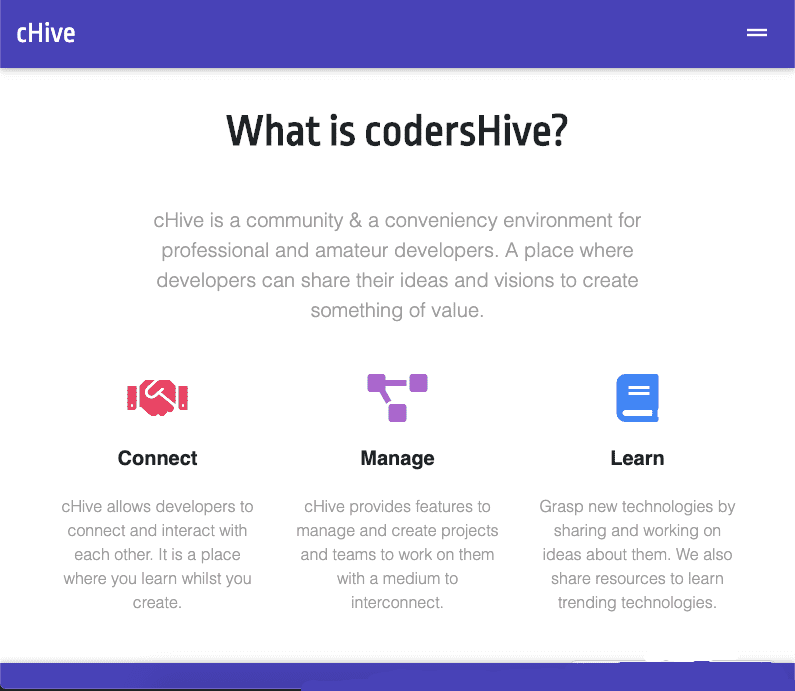 cHive
What is codersHive?
cHive is a community & a conveniency environment for
professional and amateur developers. A place where
developers can share their ideas and visions to create
something of value.
Connect
cHive allows developers to
connect and interact with
each other. It is a place
where you learn whilst you
create.
Manage
cHive provides features to
manage and create projects
and teams to work on them
with a medium to
interconnect.
Learn
Grasp new technologies by
sharing and working on
ideas about them. We also
share resources to learn
trending technologies.